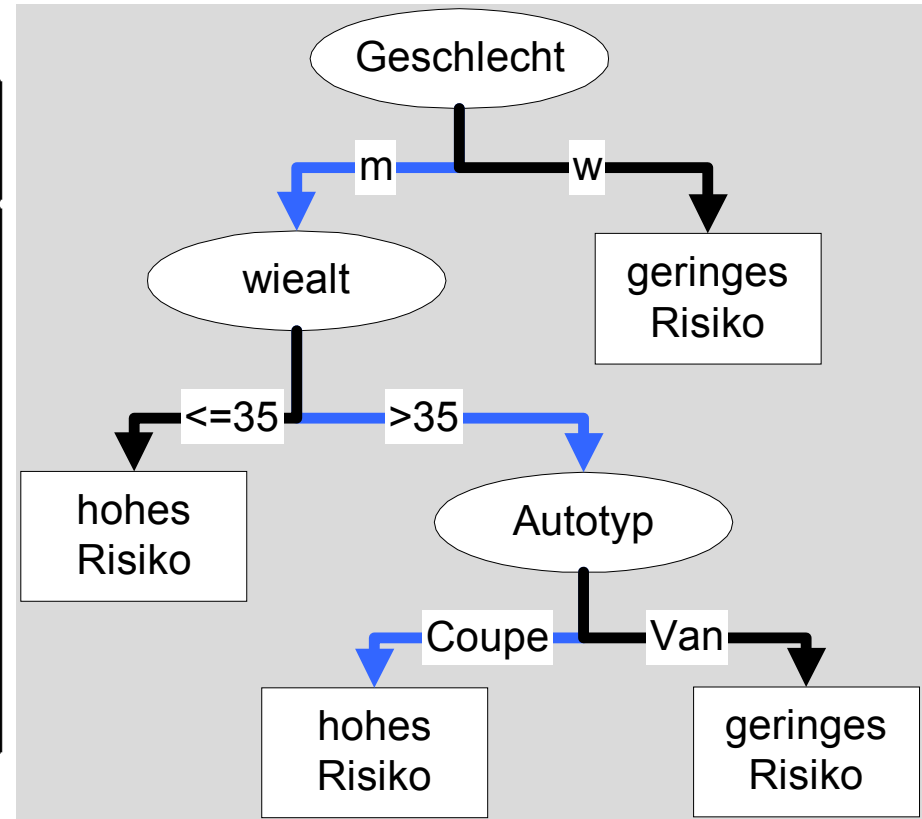 Geschlecht
m
w
wiealt
geringes
Risiko
<=35
>35
hohes
Risiko
Autotyp
Coupe
Van
hohes
Risiko
geringes
Risiko